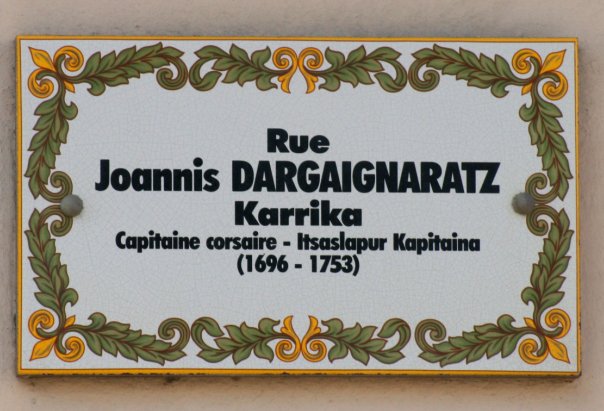 Rue
Joannis DARGAIGNARATZ
Karrika
Capitaine corsaire - Itsaslapur Kapitaina
(1696 - 1753)